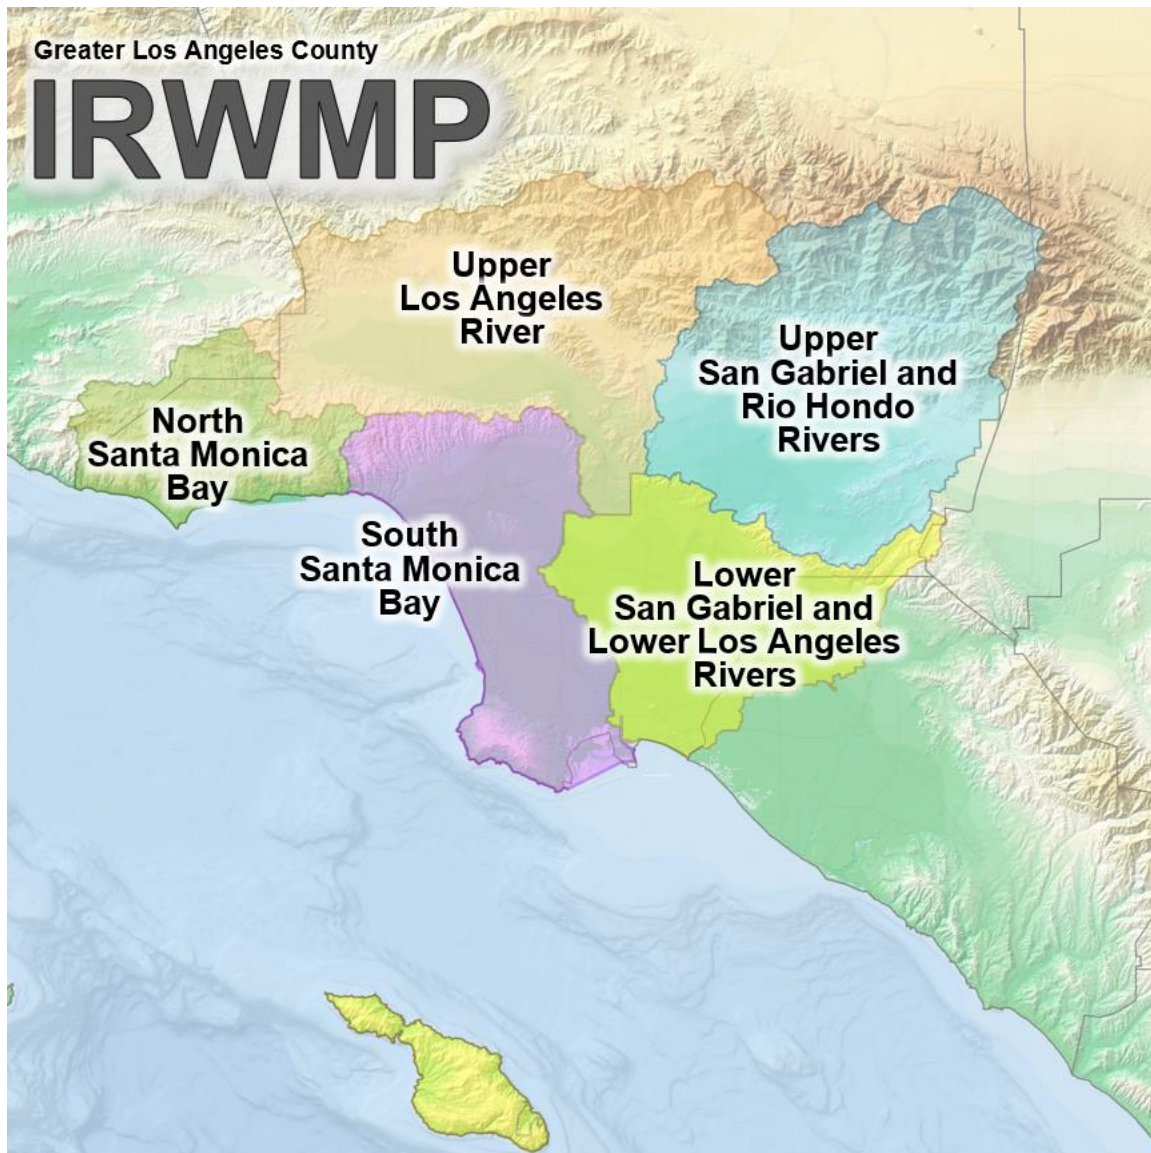 Greater Los Angeles County
IRWMP
Upper
Los Angeles
River
Upper
San Gabriel and
Rio Hondo
Rivers
North
Santa Monica
Bay
South
Santa Monica
Bay
Lower
San Gabriel and
Lower Los Angeles
Rivers